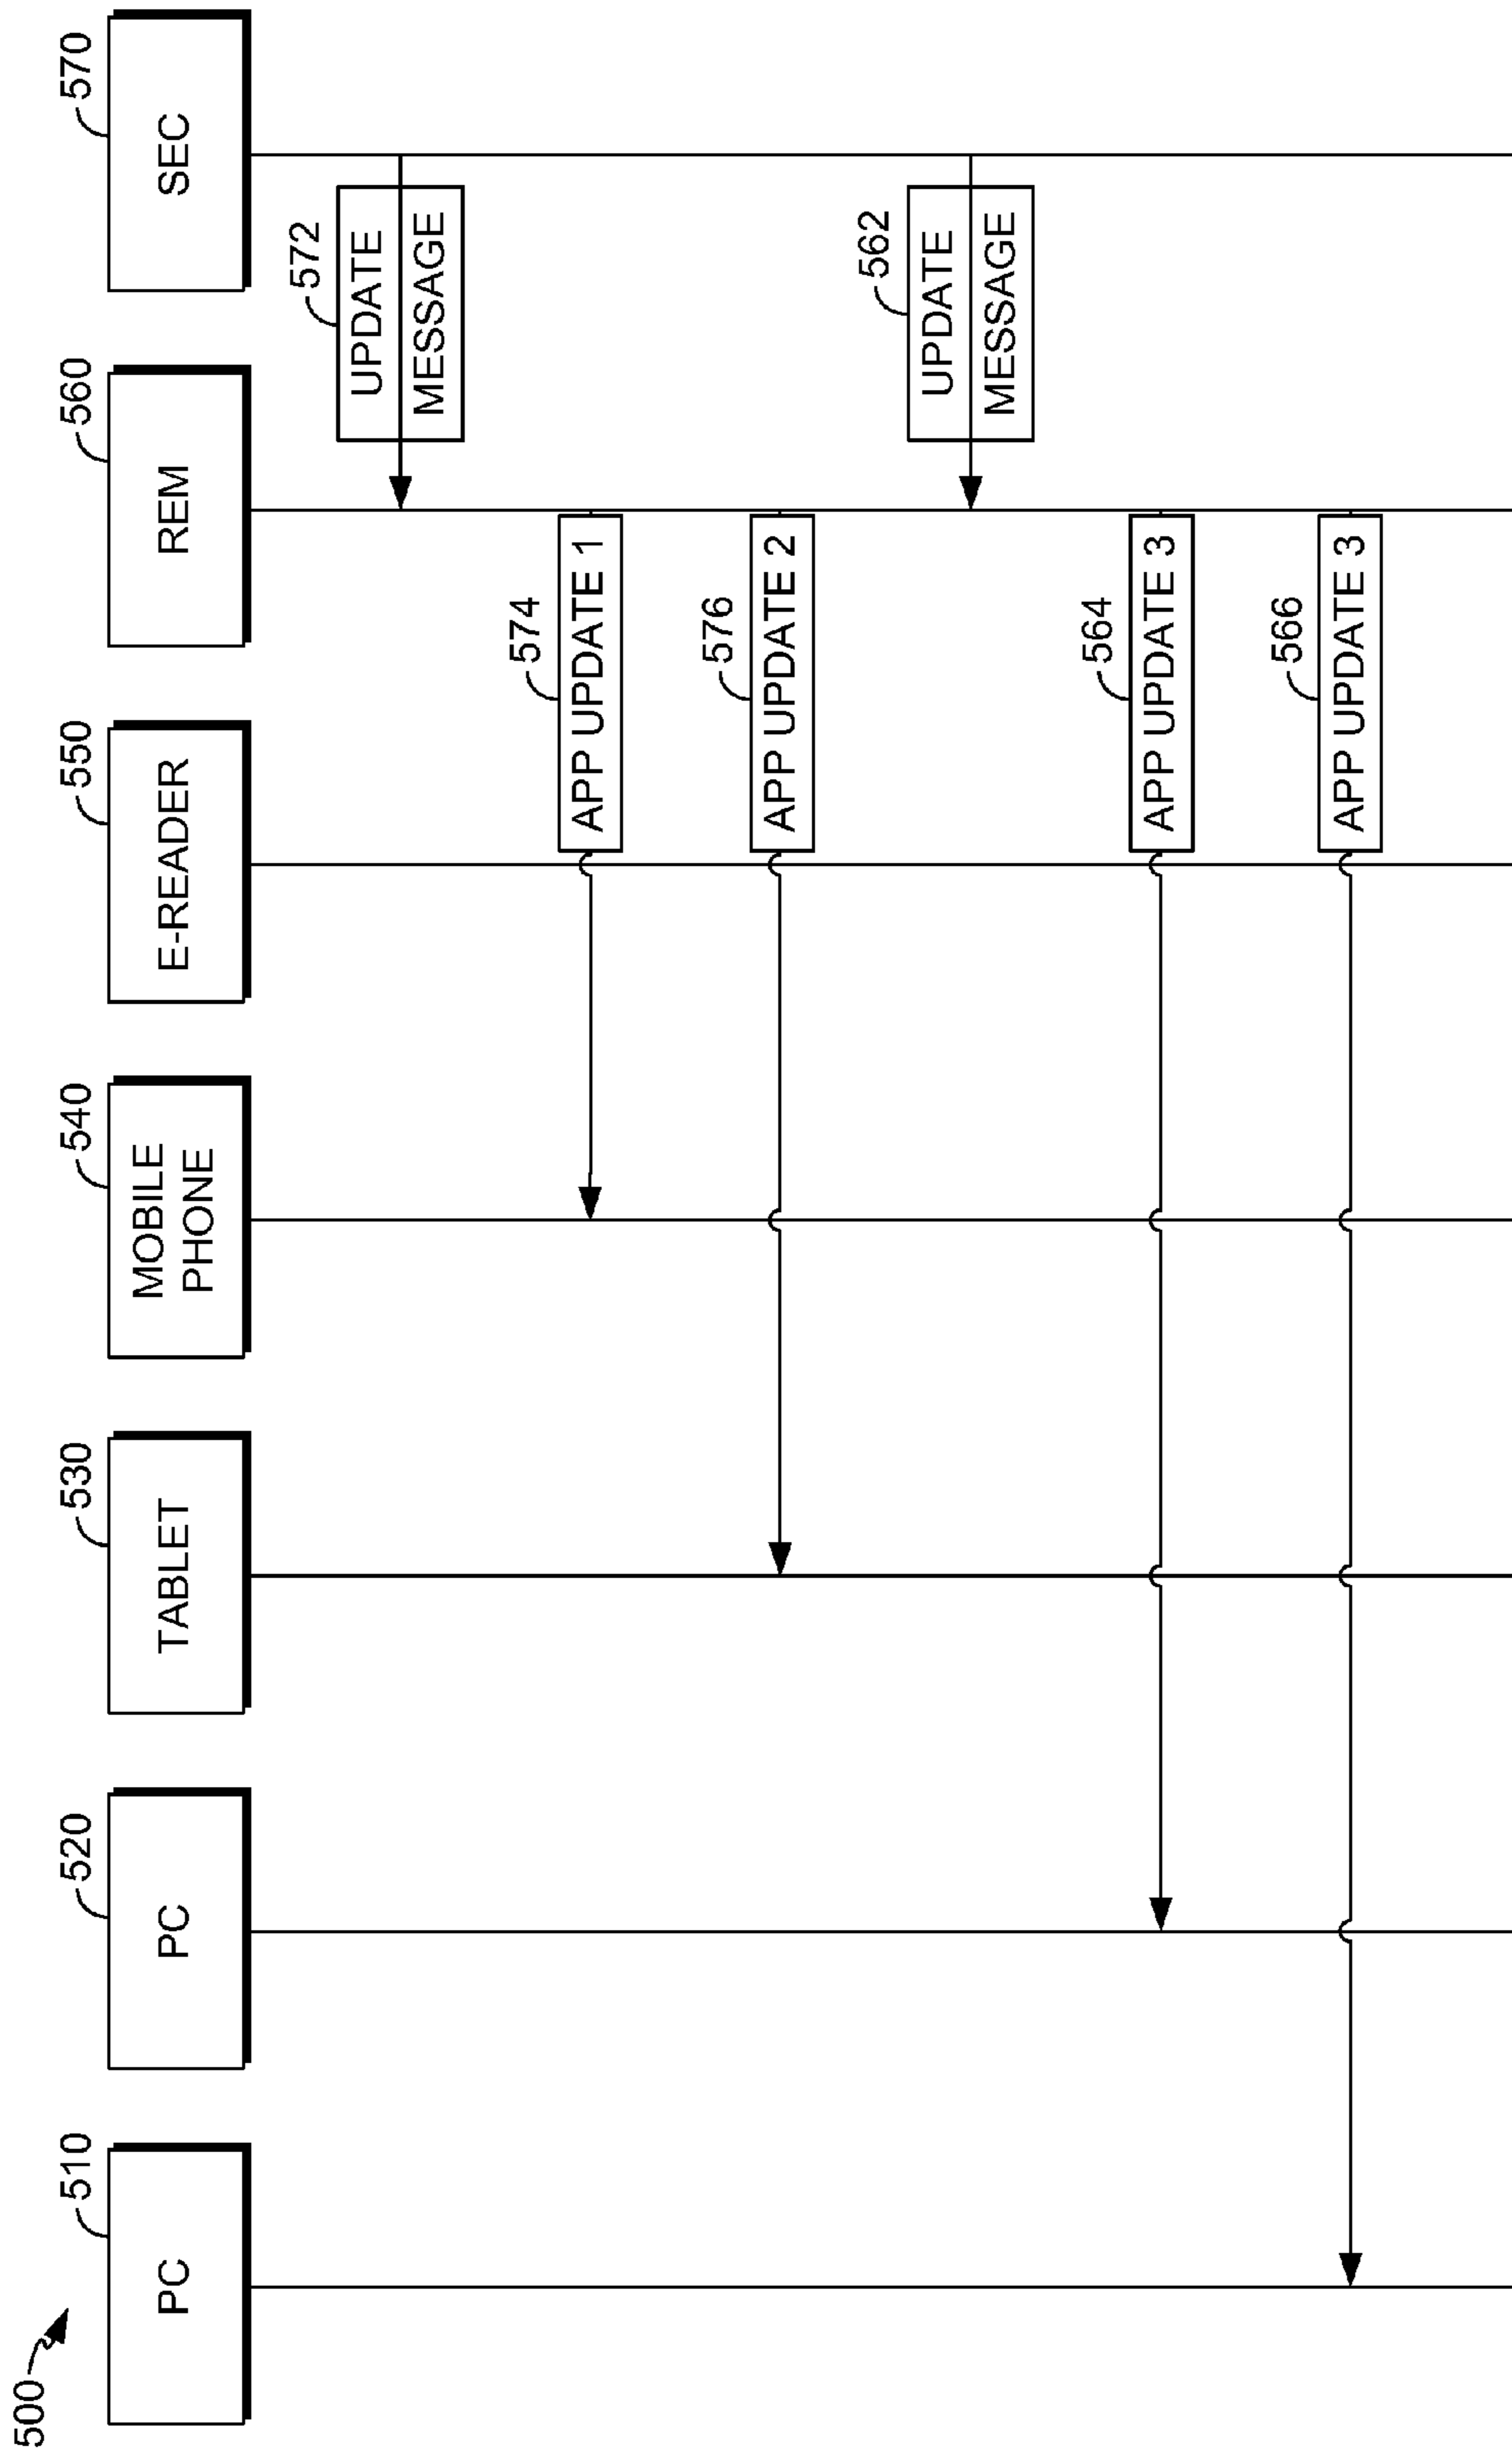 500
510
PC
520
PC
530
TABLET
540
MOBILE
PHONE
550
E-READER
560
REM
570
SEC
572
UPDATE
MESSAGE
574
APP UPDATE 1
576
APP UPDATE 2
562
UPDATE
MESSAGE
564
APP UPDATE 3
566
APP UPDATE 3